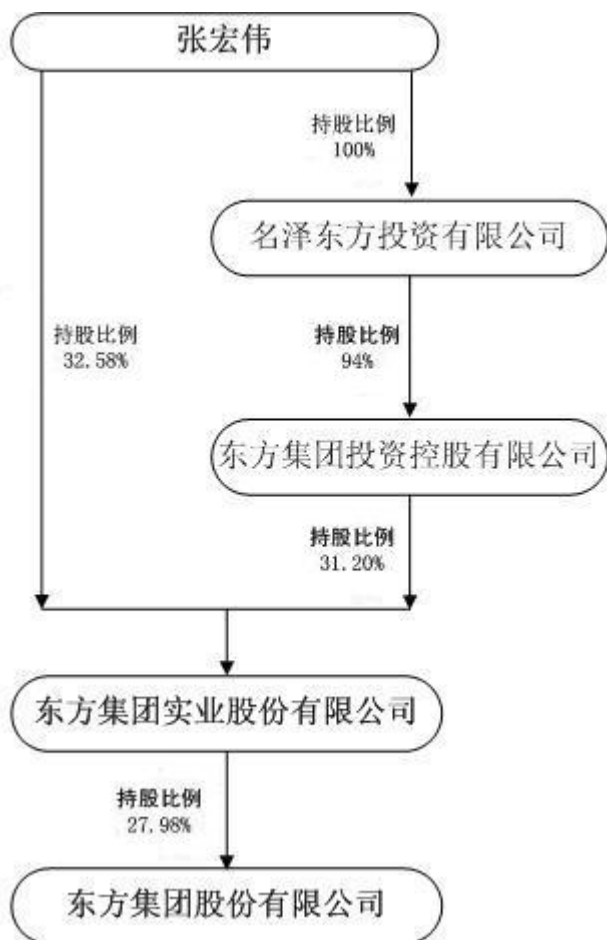 张宏伟
持股比例
100%
名泽东方投资有限公司
持股比例
32.58%
持股比例
94%
东方集团投资控股有限公司
持股比例
31.20%
东方集团实业股份有限公司
持股比例
27.98%
东方集团股份有限公司